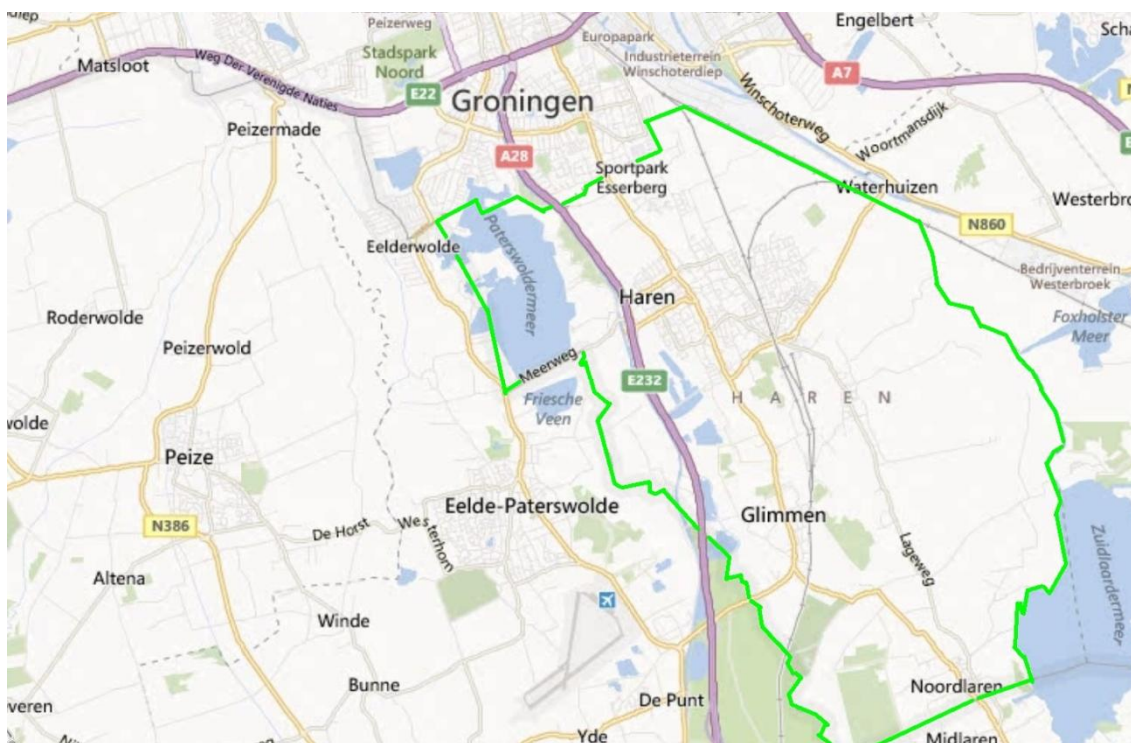 Engelbert
Peizerweg
Europapark
Scha
Stadspark
Noord
Weg Der Verenigde Naties
Matsloot
Industrieterrein
Winschoterdiep
A7
E22
Groningen
Winschoterweg
Peizermade
Woortmansdijk
A28
Sportpark
Esserberg
Waterhuizen
Westerbro
N860
Eelderwolde
Paterswoldermeer
Bedrijventerrein
Westerbroek
Haren
Roderwolde
Foxholster
Meer
Peizerwold
Meerweg
E232
Friesche
Veen
HAREN
wolde
Peize
Eelde-Paterswolde
Glimmen
N386
De Horst
Westerhorn
Zuidlaardermeer
Lageweg
Altena
Winde
Bunne
Noordlaren
De Punt
everen
Yde
Midlaren